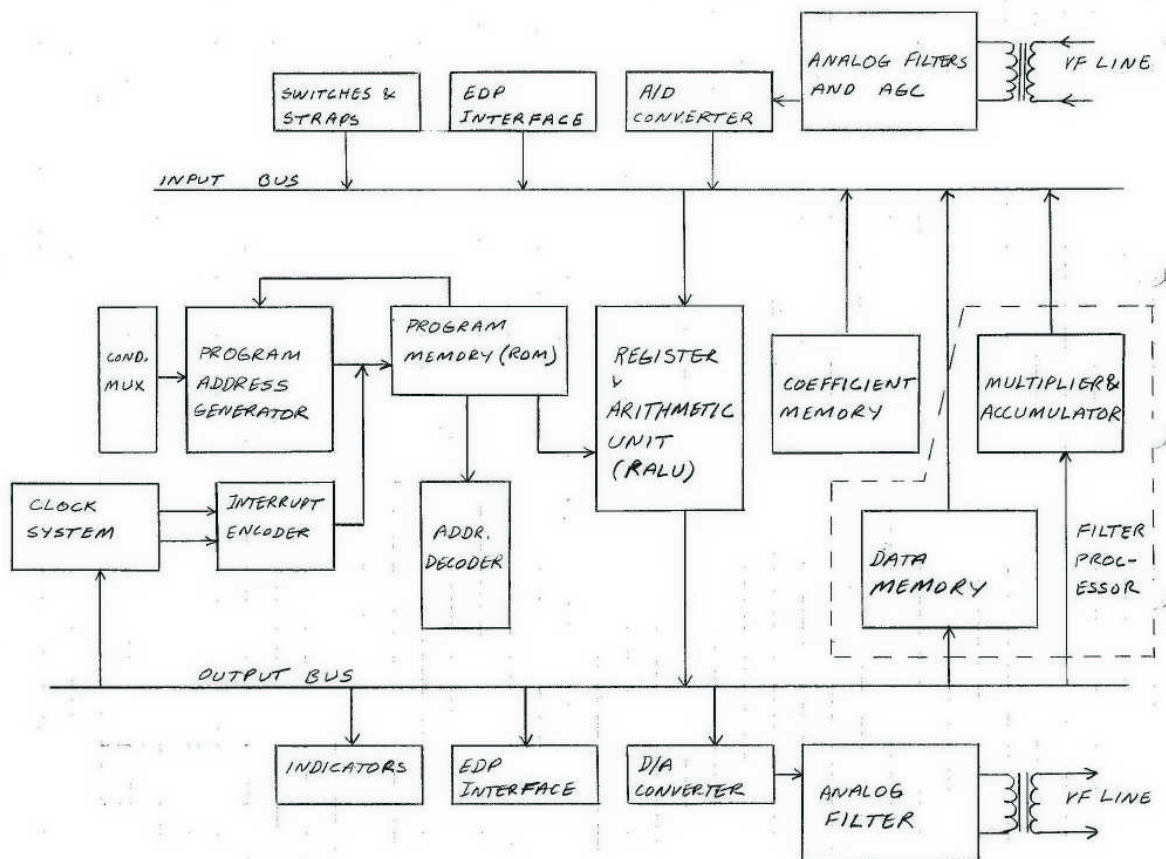 ANALOG FILTERS
AND AGC
VF LINE
SWITCHES &
STRAPS
EDP
INTERFACE
A/D
CONVERTER
INPUT BUS
COND.
MUX
PROGRAM
ADDRESS
GENERATOR
PROGRAM
MEMORY (ROM)
REGISTER
&
ARITHMETIC
UNIT
(RALU)
COEFFICIENT
MEMORY
MULTIPLIER &
ACCUMULATOR
CLOCK
SYSTEM
INTERRUPT
ENCODER
ADDR.
DECODER
DATA
MEMORY
FILTER
PROC-
ESSOR
OUTPUT BUS
INDICATORS
EDP
INTERFACE
D/A
CONVERTER
ANALOG
FILTER
VF LINE